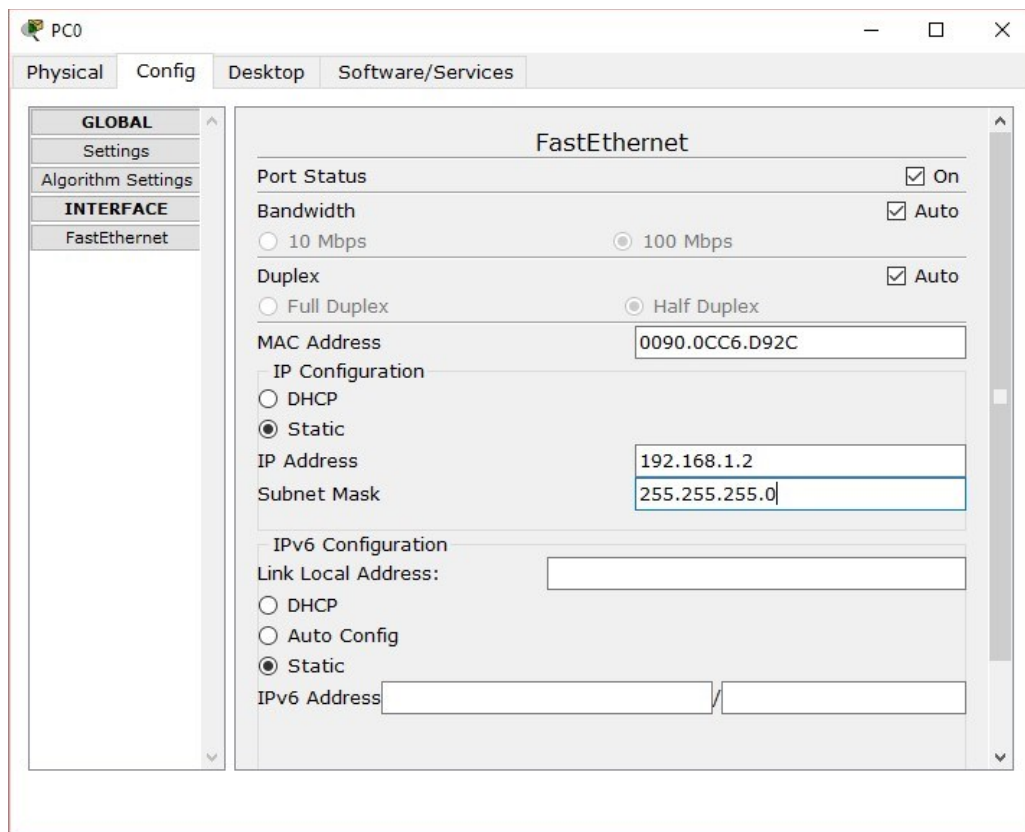 PC0
Physical Config Desktop Software/Services
GLOBAL
Settings
Algorithm Settings
INTERFACE
FastEthernet
FastEthernet
Port Status On
Bandwidth Auto
10 Mbps 100 Mbps
Duplex Auto
Full Duplex Half Duplex
MAC Address 0090.0CC6.D92C
IP Configuration
DHCP
Static
IP Address 192.168.1.2
Subnet Mask 255.255.255.0
IPv6 Configuration
Link Local Address:
DHCP
Auto Config
Static
IPv6 Address /